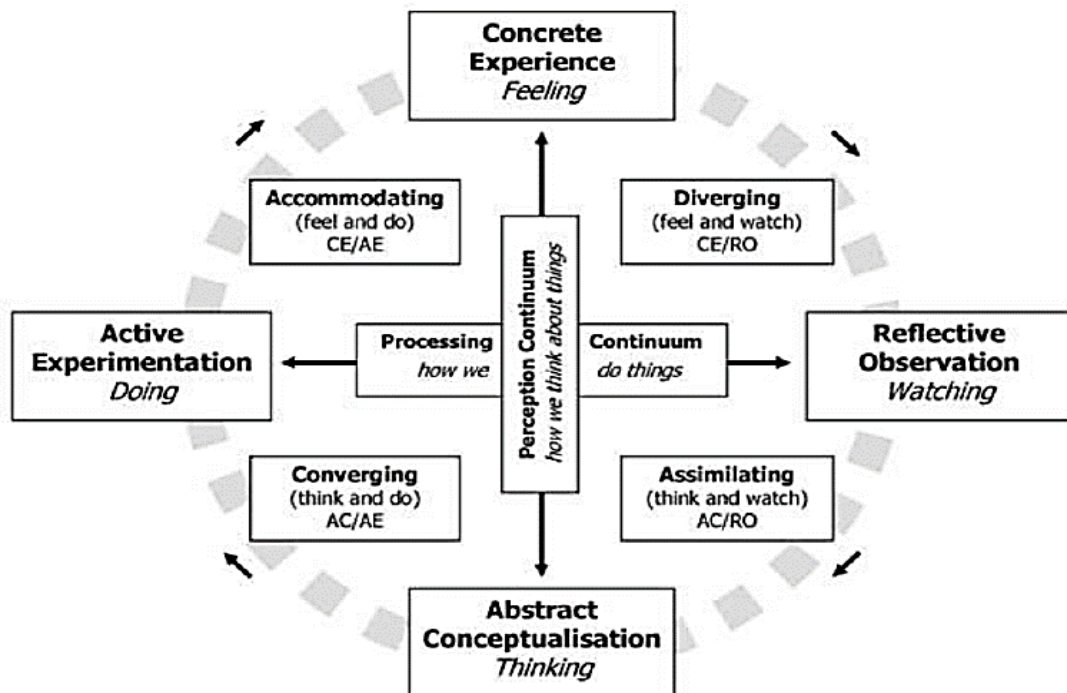 Concrete
Experience
Feeling
Accommodating
(feel and do)
CE/AE
Diverging
(feel and watch)
CE/RO
Perception Continuum
how we think about things
Active
Experimentation
Doing
Processing
how we
Continuum
do things
Reflective
Observation
Watching
Converging
(think and do)
AC/AE
Assimilating
(think and watch)
AC/RO
Abstract
Conceptualisation
Thinking